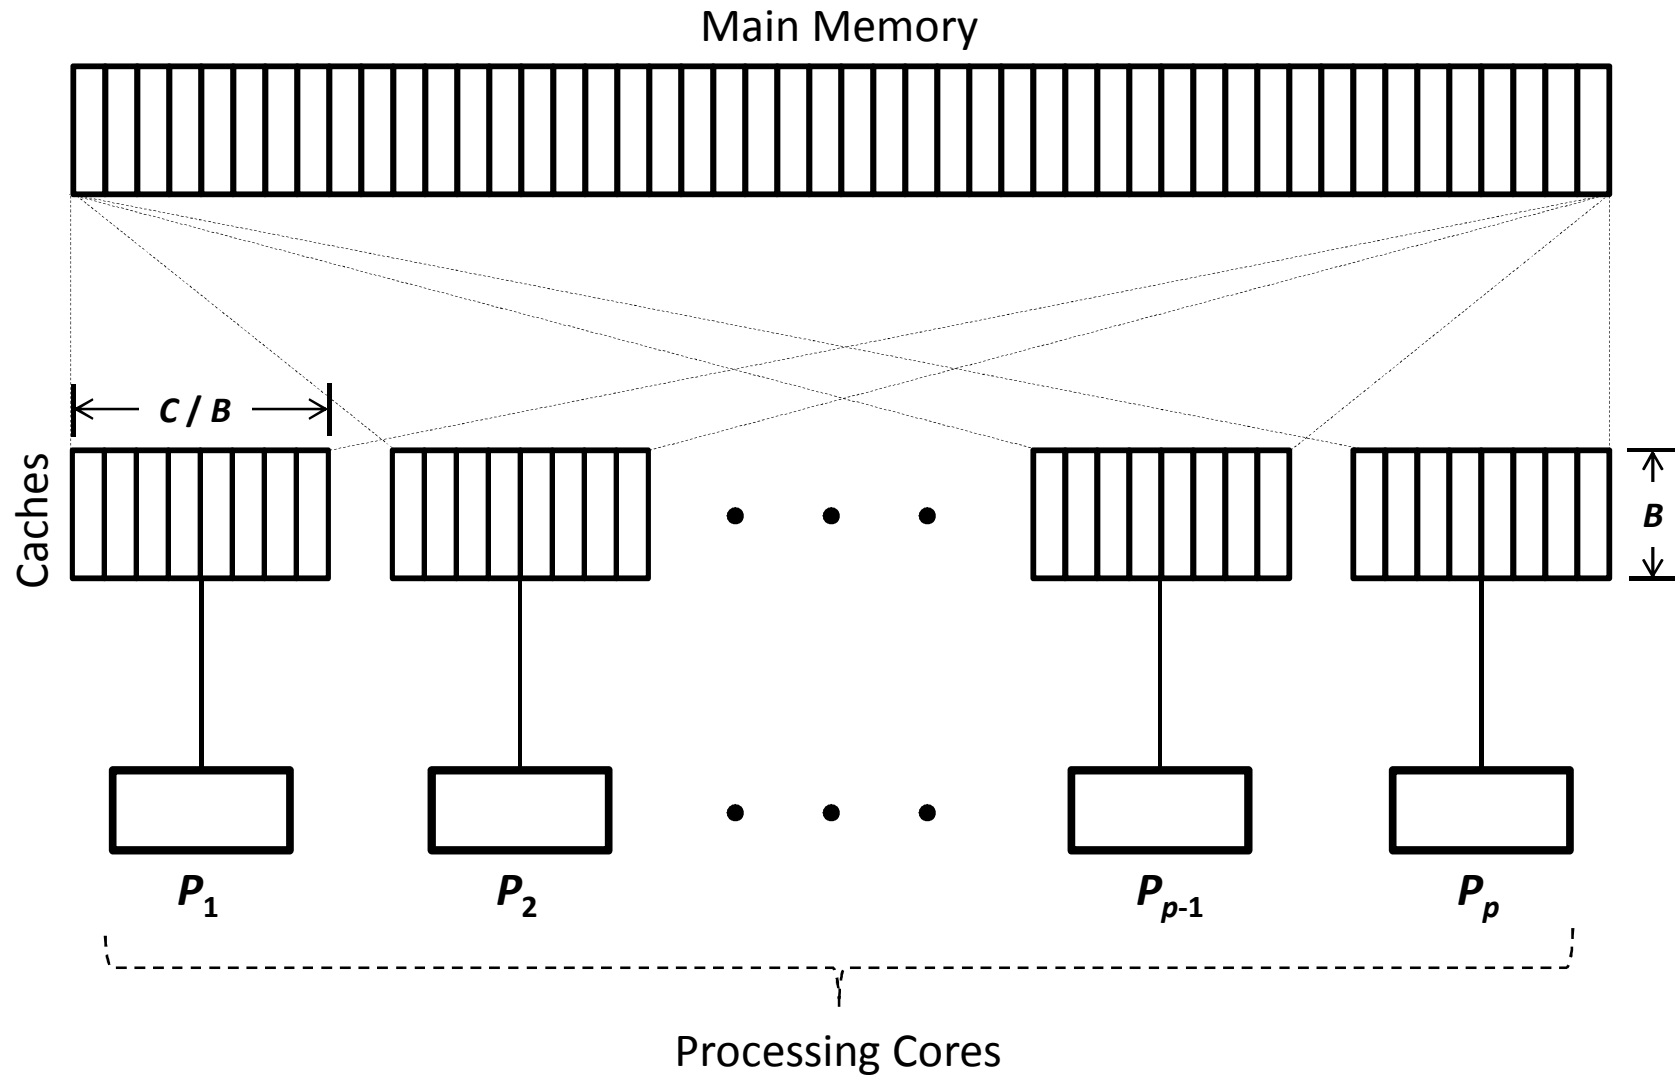 Main Memory
C / B
Caches
B
P1
P2
Pp-1
Pp
Processing Cores